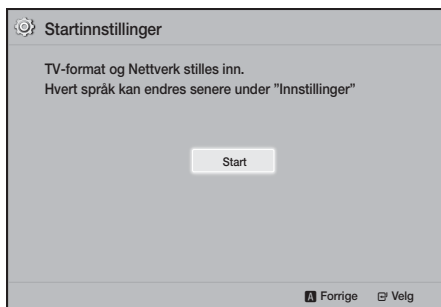 Startinnstillinger
TV-format og Nettverk stilles inn.
Hvert språk kan endres senere under "Innstillinger"
Start
A Forrige Velg